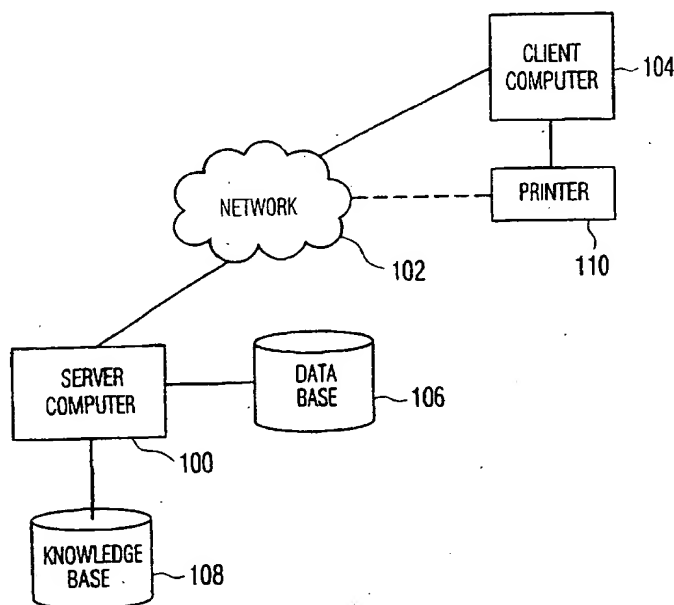 CLIENT
COMPUTER
104
PRINTER
110
NETWORK
102
SERVER
COMPUTER
100
DATA
BASE
106
KNOWLEDGE
BASE
108